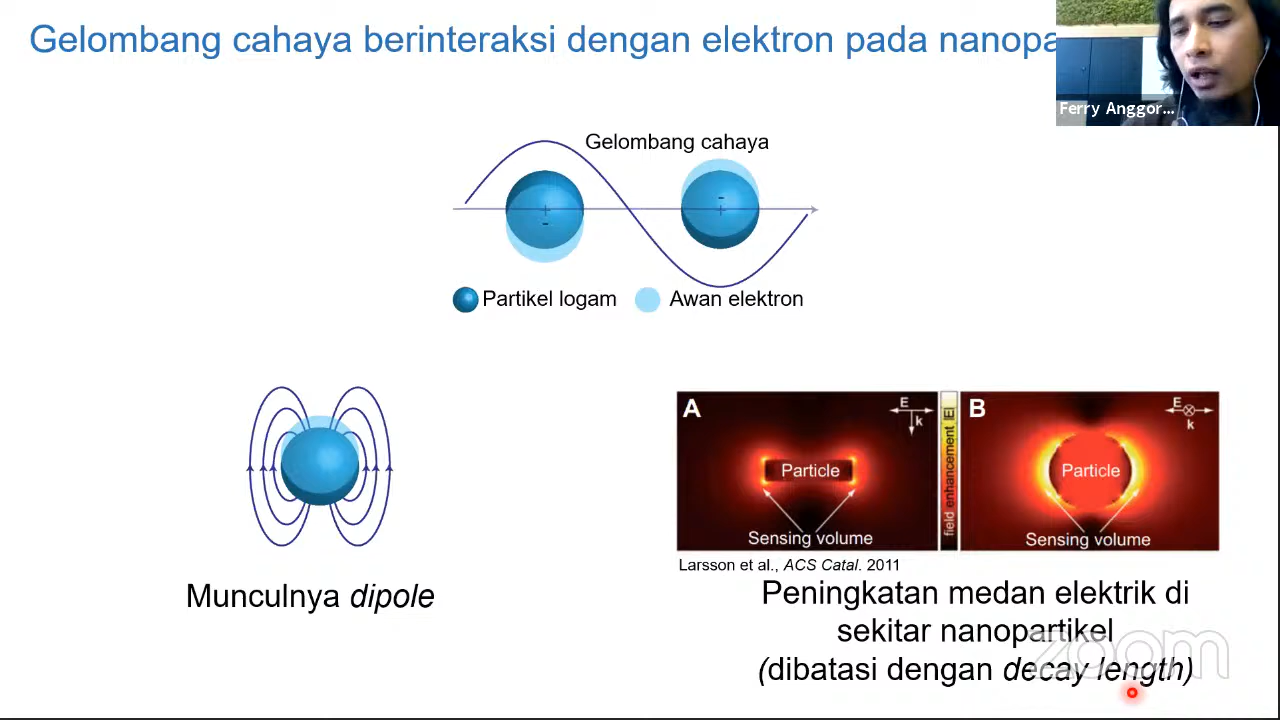 Gelombang cahaya berinteraksi dengan elektron pada
Ferry Anggor...
Gelombang cahaya
+
-
-
+
Partikel logam
Awan elektron
A
E
k
Particle
Sensing volume
field enhancement |E|
B
E
k
Particle
Sensing volume
Larsson et al., ACS Catal. 2011
Munculnya dipole
Peningkatan medan elektrik di
sekitar nanopartikel
(dibatasi dengan decay length)
zoom